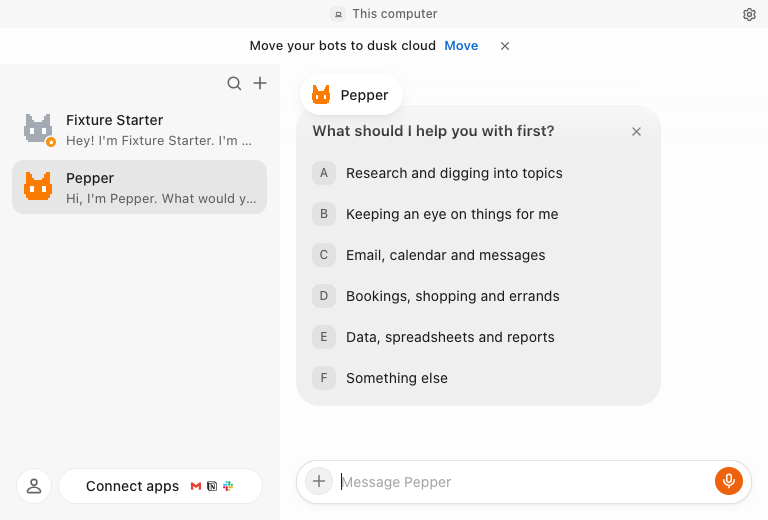 This computer
Move your bots to dusk cloud Move
Fixture Starter
Hey! I'm Fixture Starter. I'm ...
Pepper
Hi, I'm Pepper. What would y...
Connect apps
Pepper
What should I help you with first?
A Research and digging into topics
B Keeping an eye on things for me
C Email, calendar and messages
D Bookings, shopping and errands
E Data, spreadsheets and reports
F Something else
Message Pepper